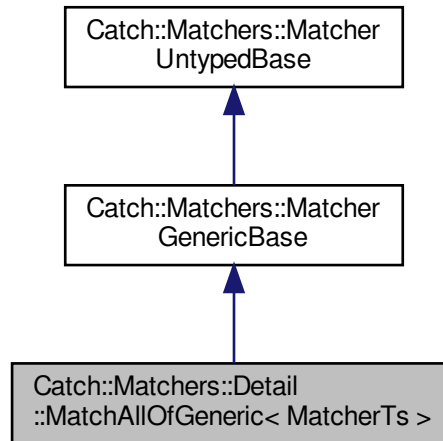 Catch::Matchers::Matcher
UntypedBase
Catch::Matchers::Matcher
GenericBase
Catch::Matchers::Detail
::MatchAllOfGeneric< MatcherTs >